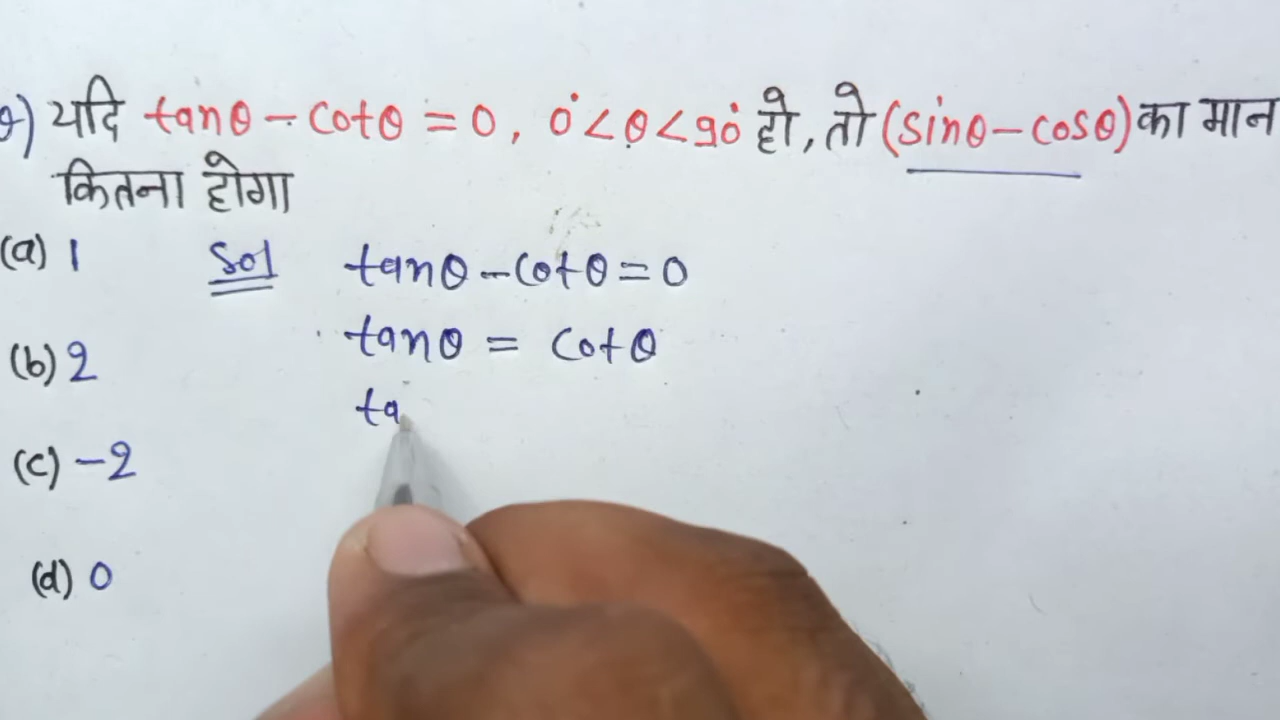 θ) यदि tanθ - cotθ = 0, 0° < θ < 90° हो, तो (sinθ - cosθ) का मान
कितना होगा
(a) 1
Sol tanθ - cotθ = 0
tanθ = cotθ
(b) 2
ta
(c) -2
(d) 0